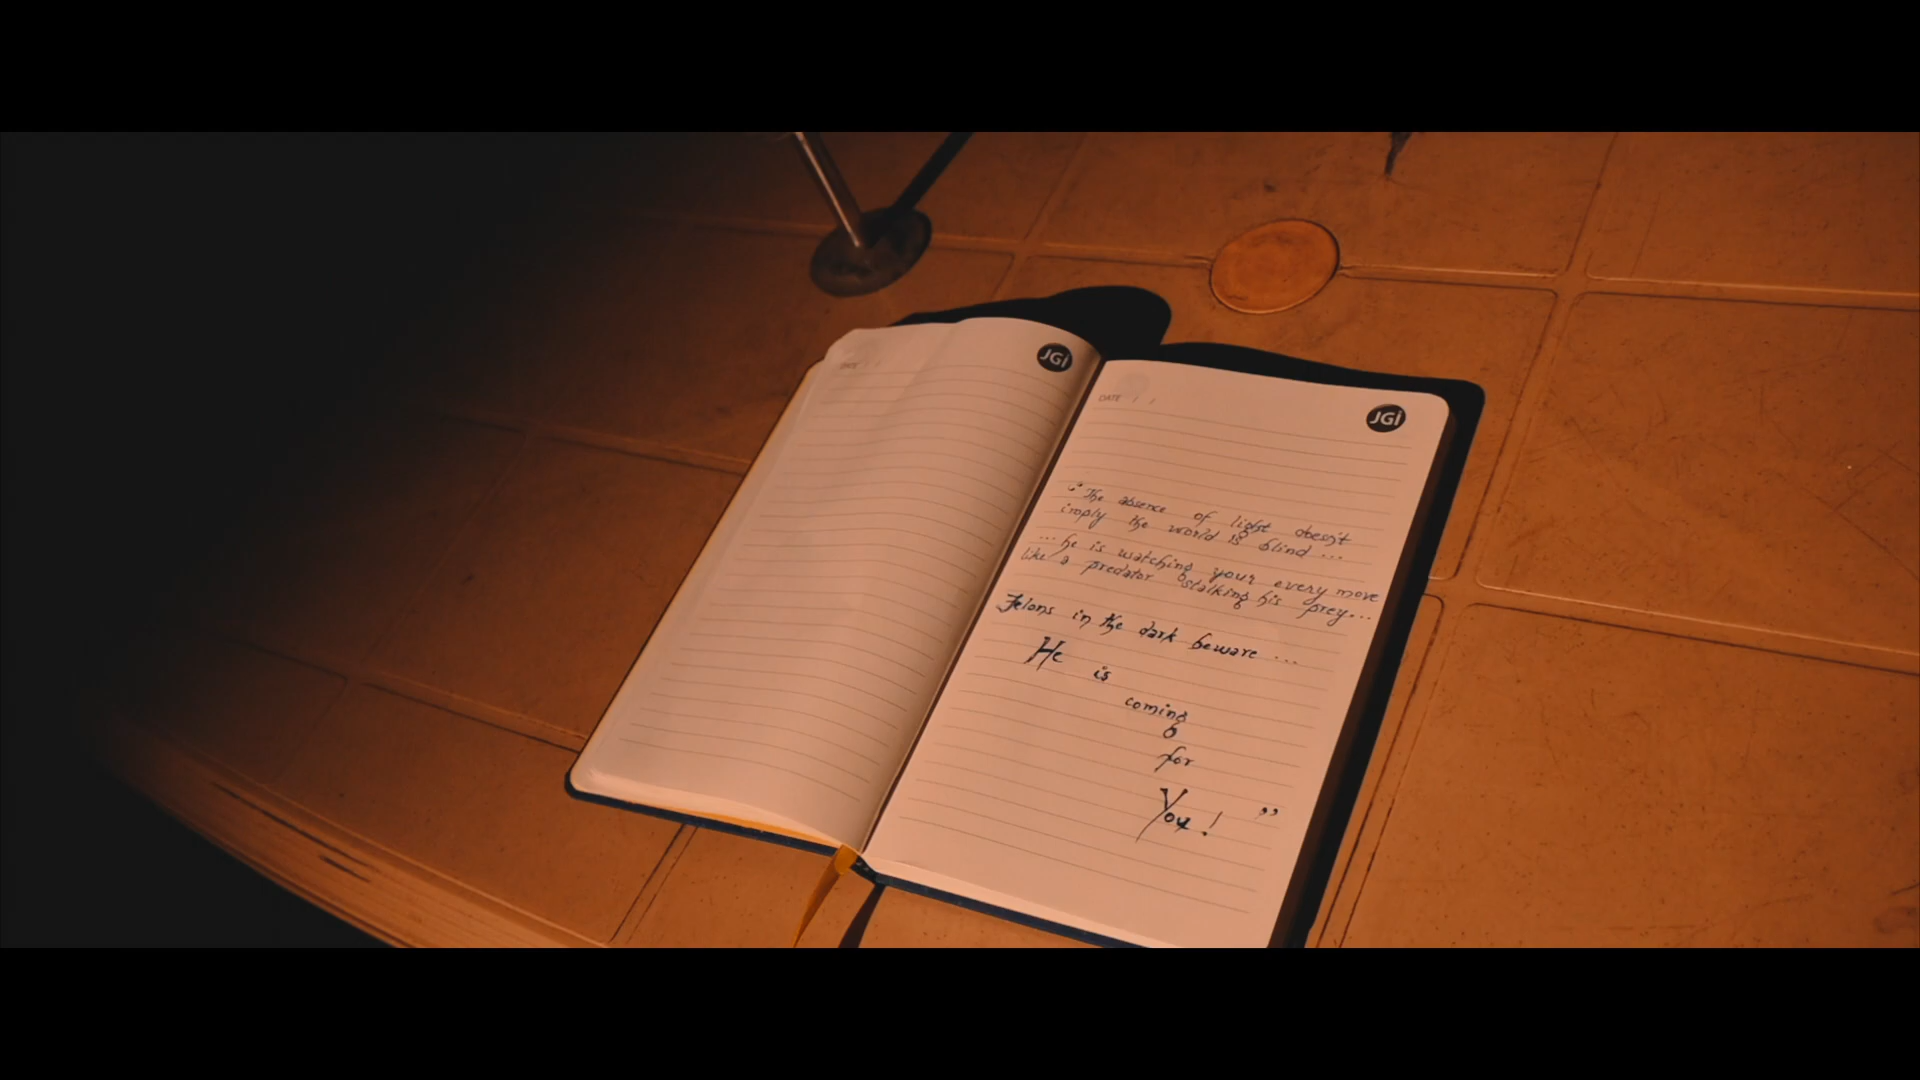 DATE / /
JGi
DATE / /
JGi
“The absence of light doesn't
imply the world is blind ...
... he is watching your every move
like a predator stalking his prey...
Felons in the dark beware ...
He
is
coming
for
You! ”